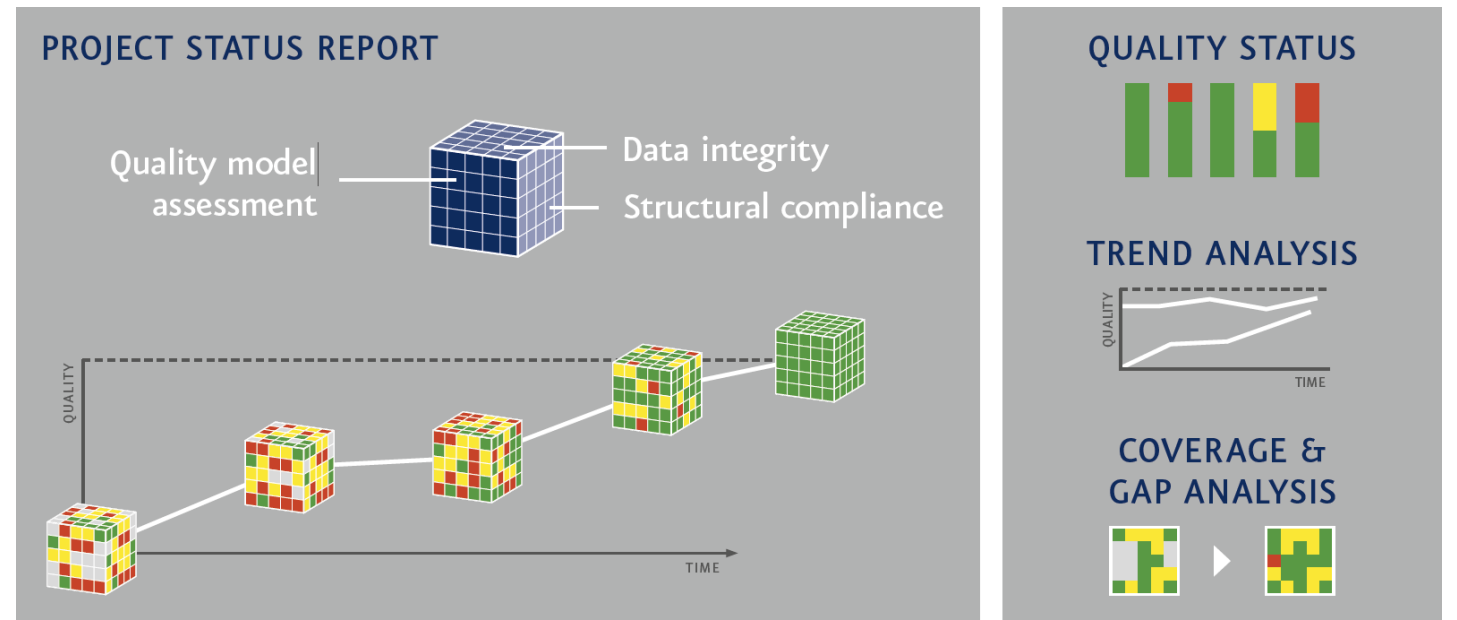 PROJECT STATUS REPORT
Quality model
assessment
Data integrity
Structural compliance
QUALITY
TIME
QUALITY STATUS
TREND ANALYSIS
QUALITY
TIME
COVERAGE &
GAP ANALYSIS